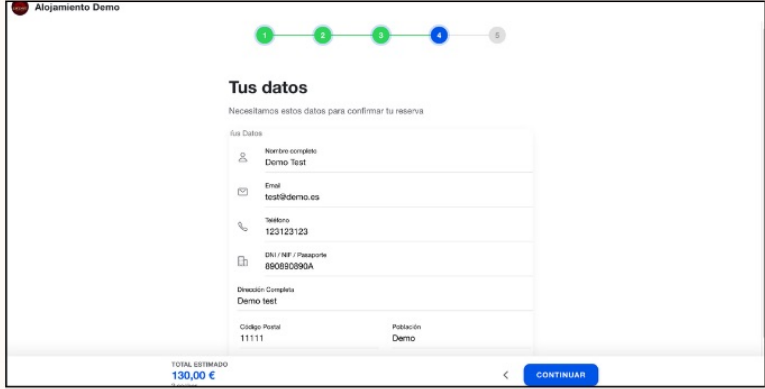 Alojamiento Demo
1 2 3 4 5
Tus datos
Necesitamos estos datos para confirmar tu reserva
Tus Datos
Nombre completo
Demo Test
Email
test@demo.es
Teléfono
123123123
DNI / NIF / Pasaporte
890890890A
Dirección Completa
Demo test
Código Postal Población
11111 Demo
TOTAL ESTIMADO
130,00 €
CONTINUAR